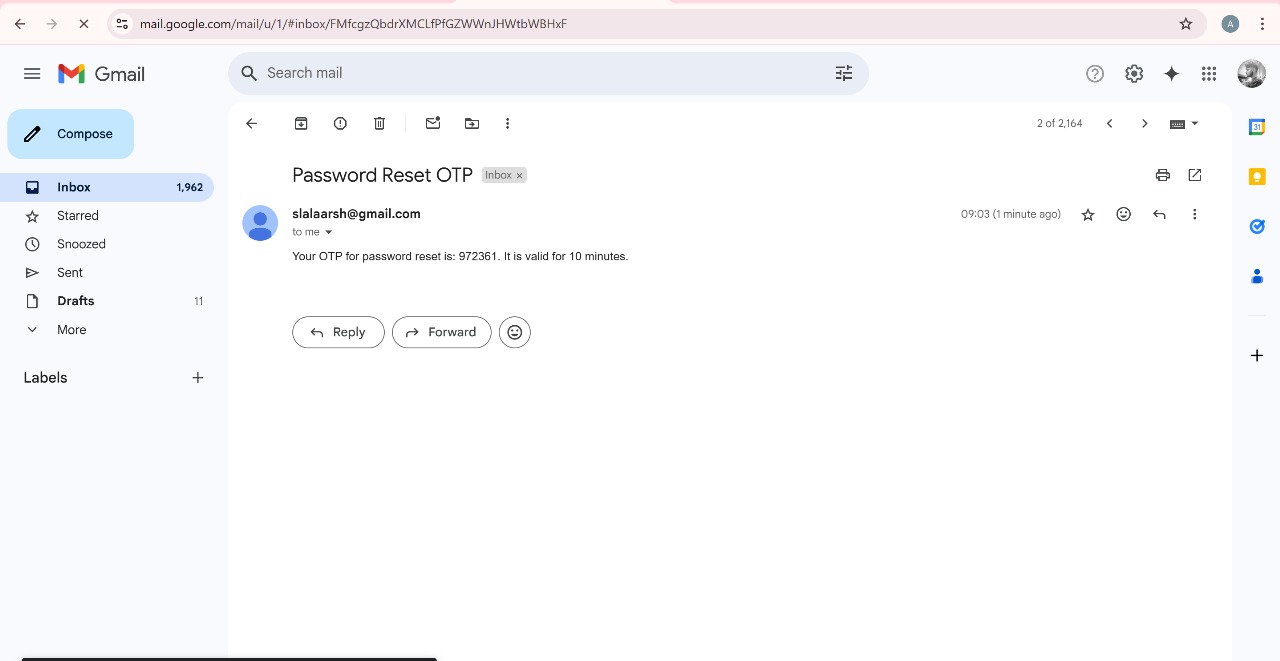 mail.google.com/mail/u/1/#inbox/FMfcgzQbdrXMCLfPfGZWWnJHWtbWBHxF
A
Gmail
Search mail
Compose
2 of 2,164
31
Password Reset OTP
Inbox ×
Inbox 1,962
slalaarsh@gmail.com
09:03 (1 minute ago)
Starred
to me
Snoozed
Your OTP for password reset is: 972361. It is valid for 10 minutes.
Sent
Drafts 11
More
Reply
Forward
Labels